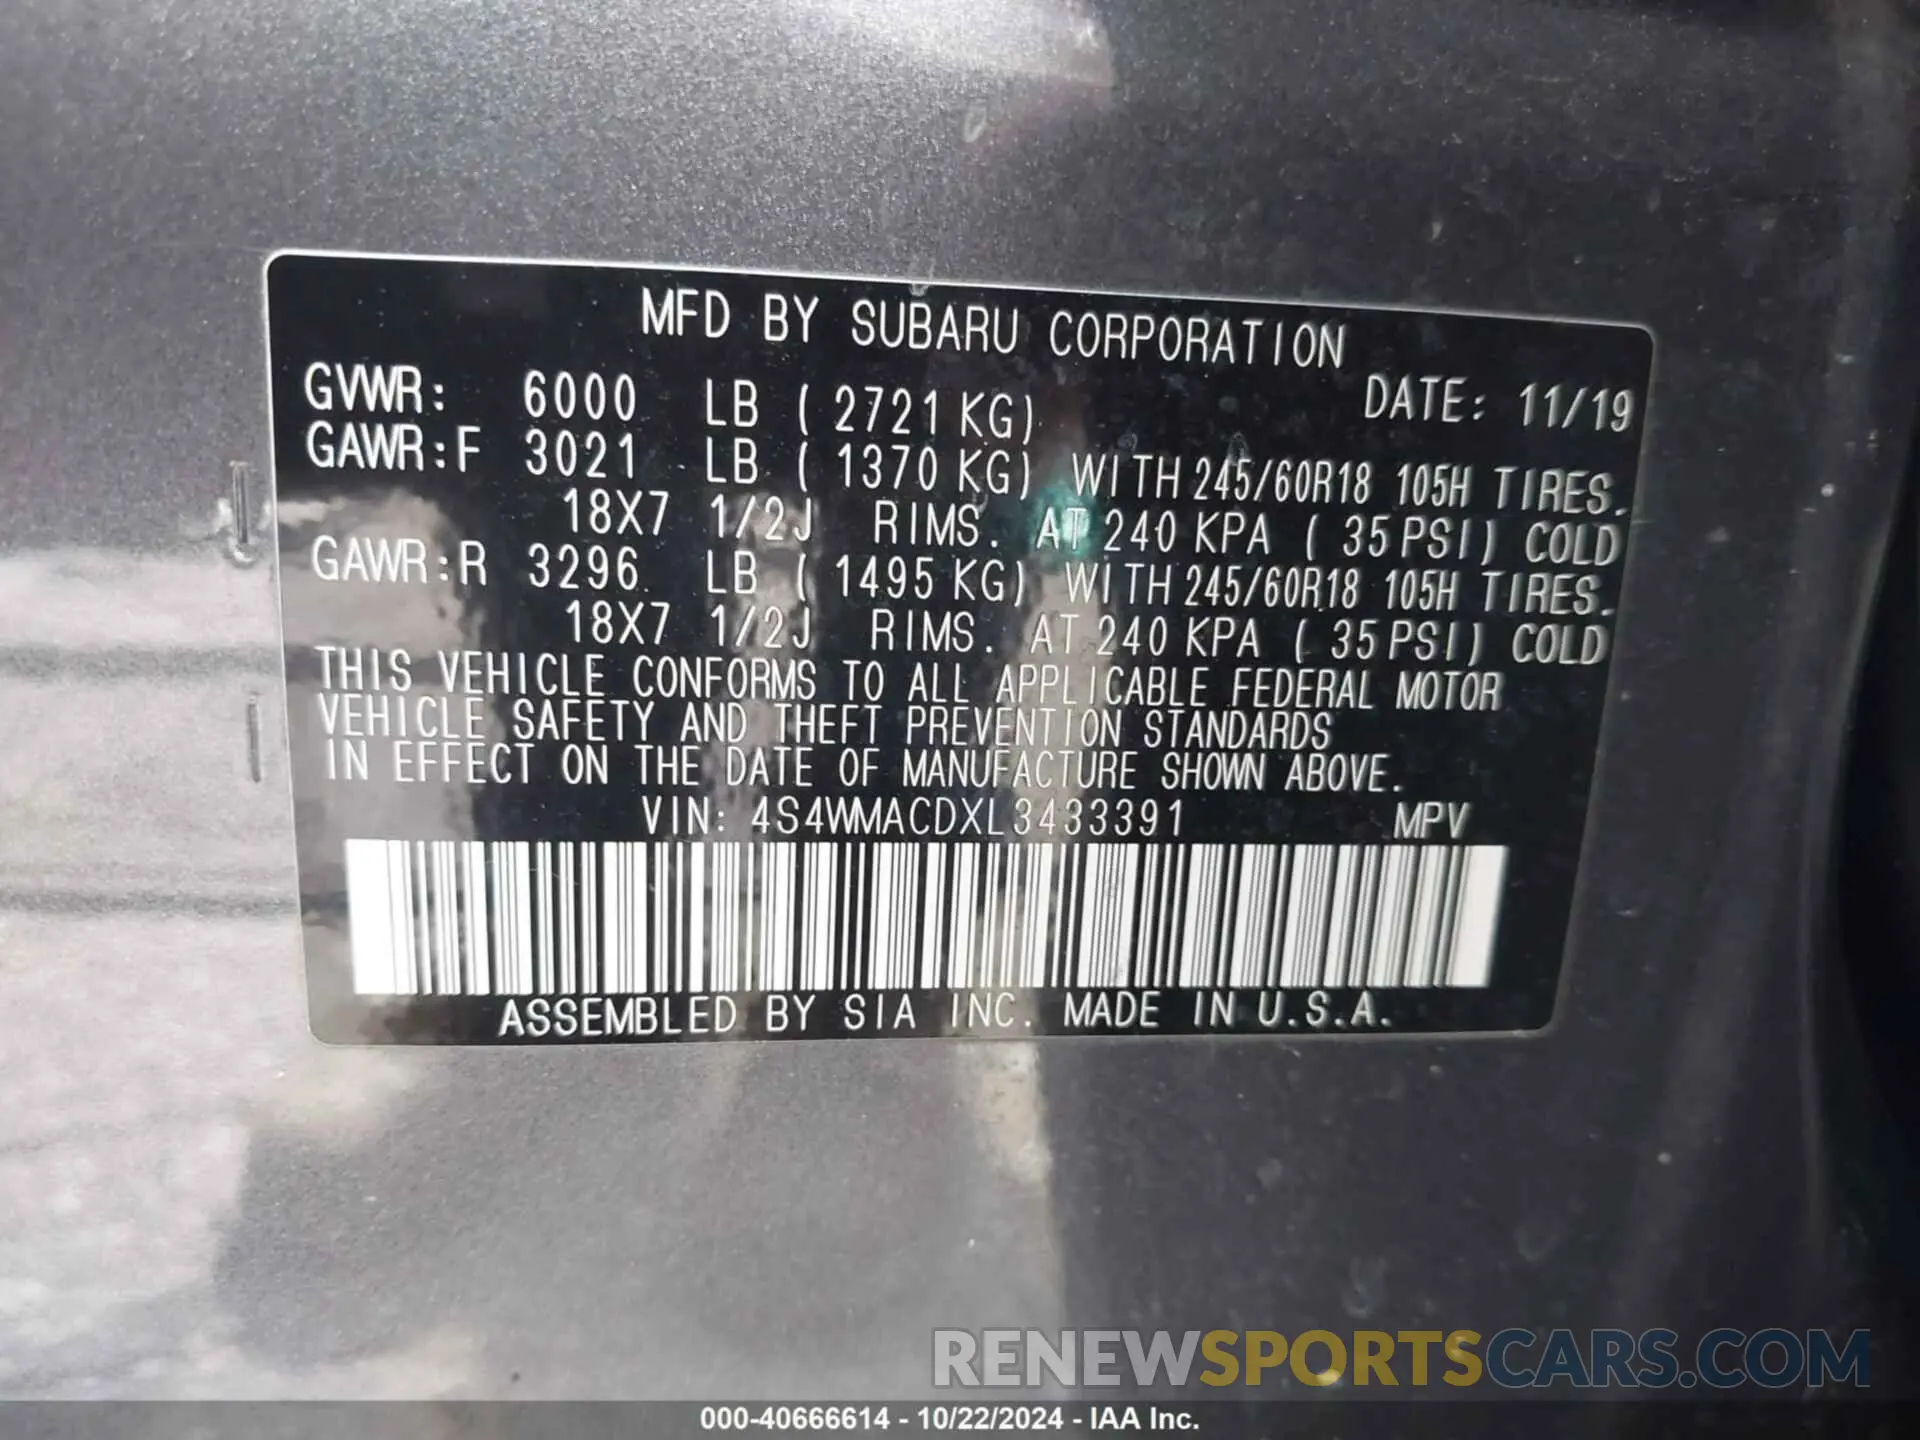 MFD BY SUBARU CORPORATION
GVWR: 6000 LB ( 2721 KG) DATE: 11/19
GAWR:F 3021 LB ( 1370 KG) WITH 245/60R18 105H TIRES.
18X7 1/2J RIMS. AT 240 KPA ( 35 PSI) COLD
GAWR:R 3296 LB ( 1495 KG) WITH 245/60R18 105H TIRES.
18X7 1/2J RIMS. AT 240 KPA ( 35 PSI) COLD
THIS VEHICLE CONFORMS TO ALL APPLICABLE FEDERAL MOTOR
VEHICLE SAFETY AND THEFT PREVENTION STANDARDS
IN EFFECT ON THE DATE OF MANUFACTURE SHOWN ABOVE.
VIN: 4S4WMACDXL3433391 MPV
ASSEMBLED BY SIA INC. MADE IN U.S.A.
RENEWSPORTSCARS.COM
000-40666614 - 10/22/2024 - IAA Inc.